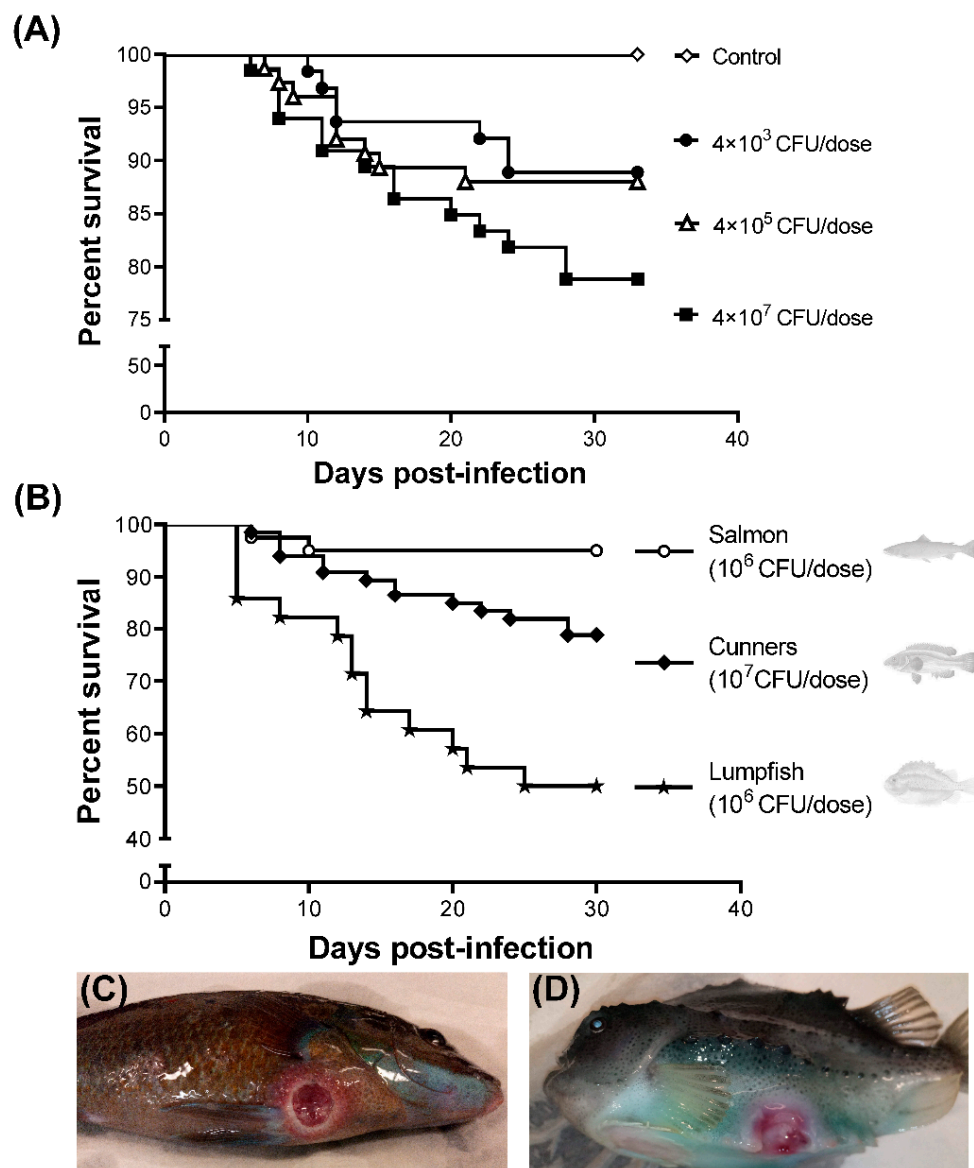 (A)
Percent survival
100
95
90
85
80
75
50
0
0
10
20
30
40
Days post-infection
Control
4×10³ CFU/dose
4×10⁵ CFU/dose
4×10⁷ CFU/dose
(B)
Percent survival
100
90
80
70
60
50
40
0
0
10
20
30
40
Days post-infection
Salmon
(10⁶ CFU/dose)
Cunners
(10⁷CFU/dose)
Lumpfish
(10⁶ CFU/dose)
(C)
(D)